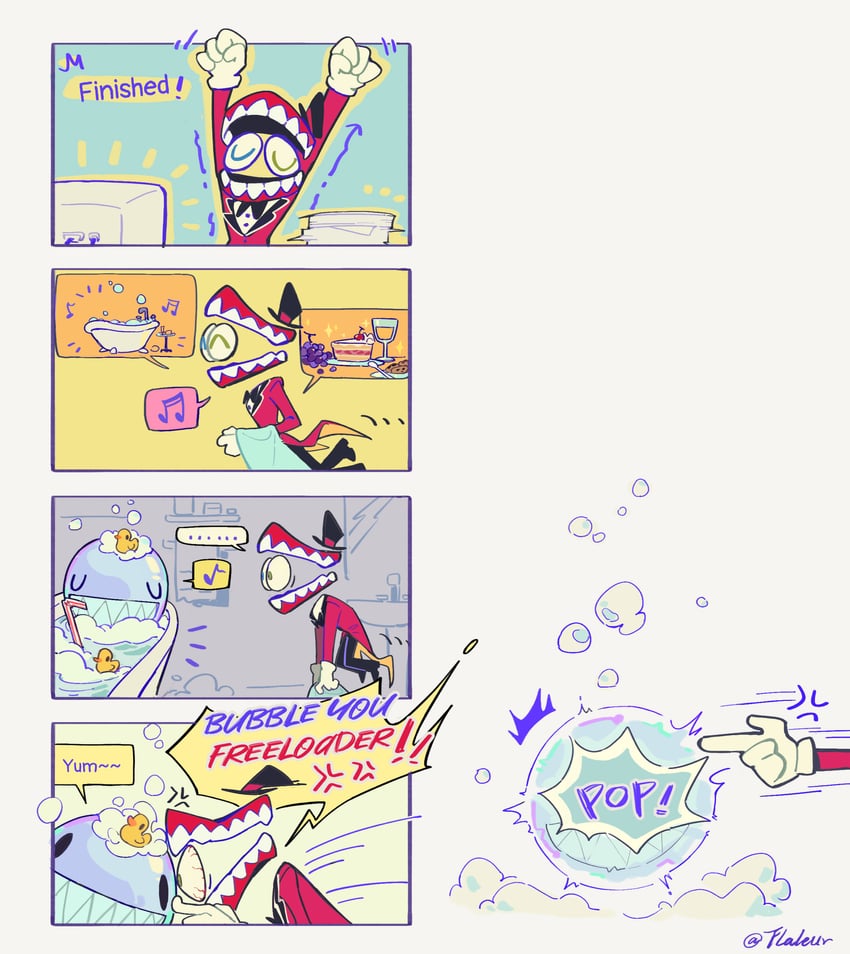 Finished!
.......
Yum~~
BUBBLE YOU
FREELOADER!!
POP!
@Flaleur